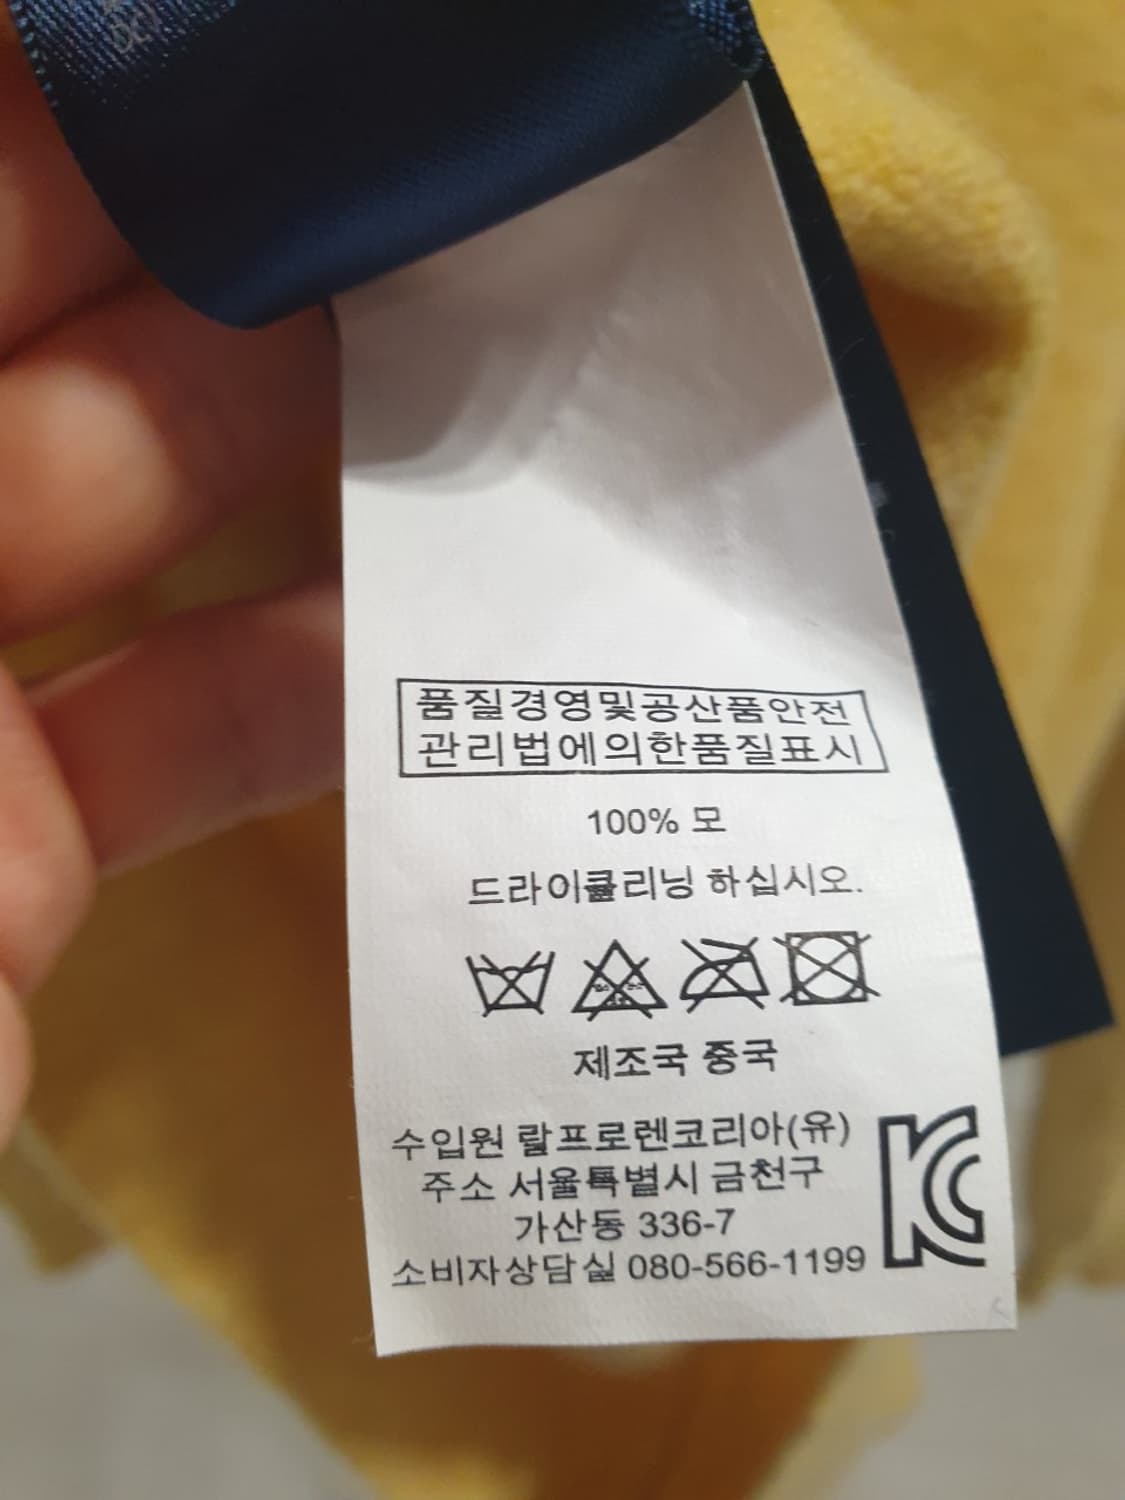 품질경영및공산품안전
관리법에의한품질표시
100% 모
드라이클리닝 하십시오.
제조국 중국
수입원 랄프로렌코리아(유)
주소 서울특별시 금천구
가산동 336-7
소비자상담실 080-566-1199
KC